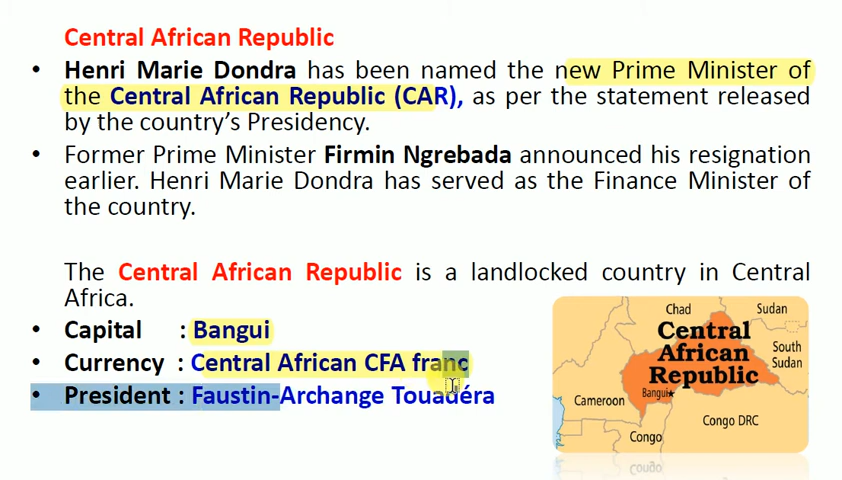 Central African Republic
• Henri Marie Dondra has been named the new Prime Minister of
the Central African Republic (CAR), as per the statement released
by the country's Presidency.
• Former Prime Minister Firmin Ngrebada announced his resignation
earlier. Henri Marie Dondra has served as the Finance Minister of
the country.
The Central African Republic is a landlocked country in Central
Africa.
• Capital : Bangui
• Currency : Central African CFA franc
• President : Faustin-Archange Touadéra
Chad
Sudan
Central
African
Republic
South
Sudan
Bangui
Cameroon
Congo DRC
Congo